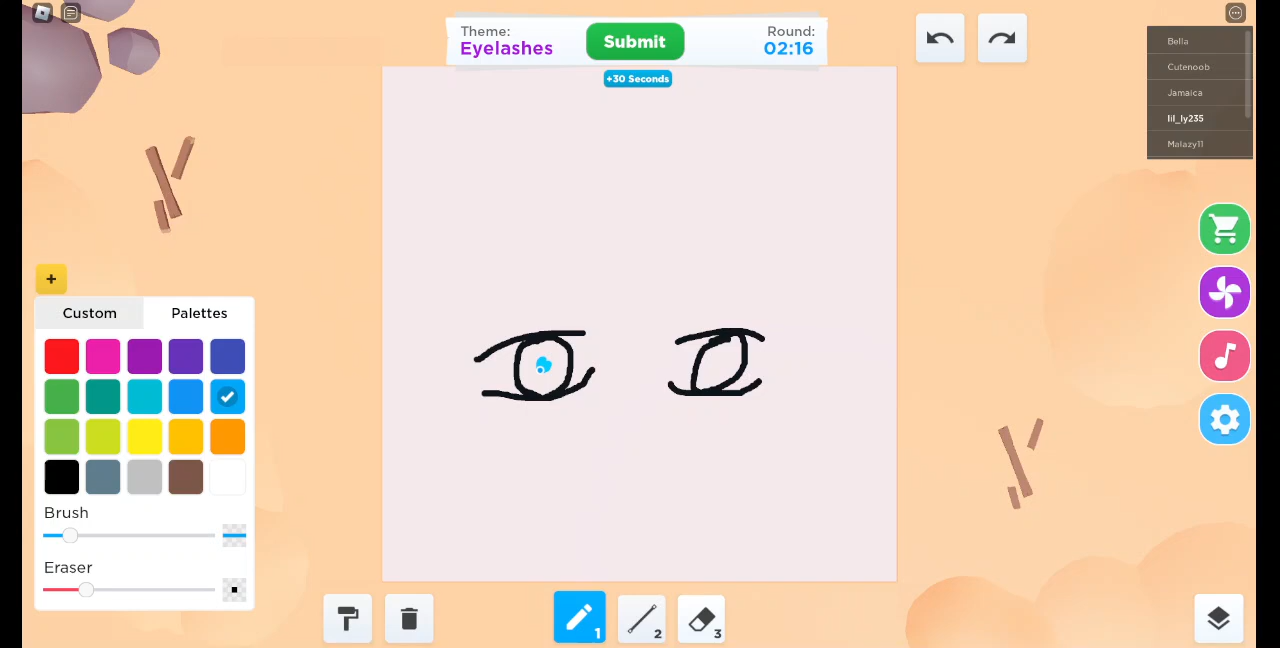 Theme:
Eyelashes
Submit
Round:
02:16
+30 Seconds
Bella
Cutenoob
Jamaica
lil_ly235
Malazy11
+
Custom
Palettes
Brush
Eraser
1
2
3